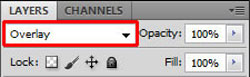 LAYERS CHANNELS
Overlay Opacity: 100%
Lock: Fill: 100%